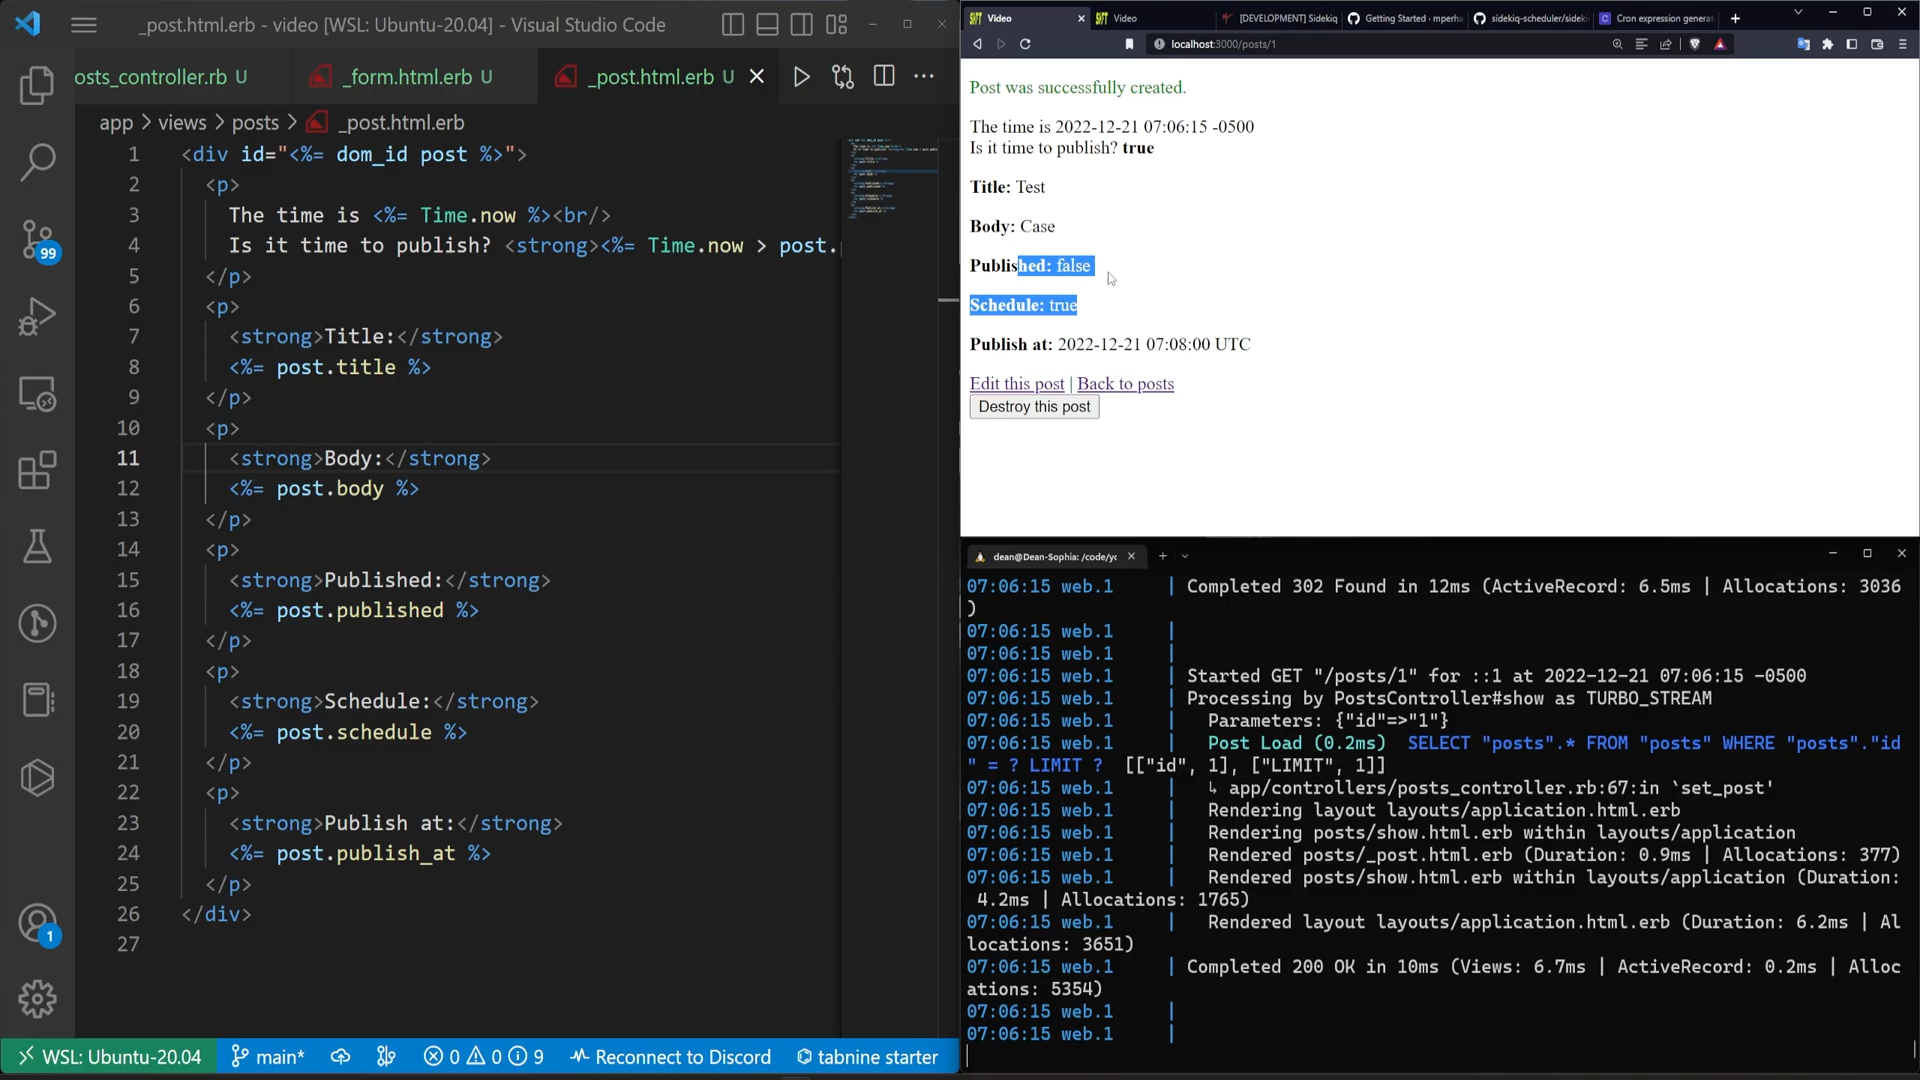 _post.html.erb - video [WSL: Ubuntu-20.04] - Visual Studio Code
osts_controller.rb U
_form.html.erb U
_post.html.erb U
app > views > posts > _post.html.erb
1 <div id="<%= dom_id post %>">
2 <p>
3 The time is <%= Time.now %><br/>
4 Is it time to publish? <strong><%= Time.now > post.
5 </p>
6 <p>
7 <strong>Title:</strong>
8 <%= post.title %>
9 </p>
10 <p>
11 <strong>Body:</strong>
12 <%= post.body %>
13 </p>
14 <p>
15 <strong>Published:</strong>
16 <%= post.published %>
17 </p>
18 <p>
19 <strong>Schedule:</strong>
20 <%= post.schedule %>
21 </p>
22 <p>
23 <strong>Publish at:</strong>
24 <%= post.publish_at %>
25 </p>
26 </div>
27
99
1
WSL: Ubuntu-20.04 main* 0 0 9 Reconnect to Discord tabnine starter
Video
Video
[DEVELOPMENT] Sidekiq
Getting Started · mperha
sidekiq-scheduler/sideki
Cron expression generat
localhost:3000/posts/1
Post was successfully created.
The time is 2022-12-21 07:06:15 -0500
Is it time to publish? true
Title: Test
Body: Case
Published: false
Schedule: true
Publish at: 2022-12-21 07:08:00 UTC
Edit this post | Back to posts
Destroy this post
dean@Dean-Sophia: /code/yc
07:06:15 web.1 | Completed 302 Found in 12ms (ActiveRecord: 6.5ms | Allocations: 3036
)
07:06:15 web.1 |
07:06:15 web.1 |
07:06:15 web.1 | Started GET "/posts/1" for ::1 at 2022-12-21 07:06:15 -0500
07:06:15 web.1 | Processing by PostsController#show as TURBO_STREAM
07:06:15 web.1 | Parameters: {"id"=>"1"}
07:06:15 web.1 | Post Load (0.2ms) SELECT "posts".* FROM "posts" WHERE "posts"."id
" = ? LIMIT ? [["id", 1], ["LIMIT", 1]]
07:06:15 web.1 | ↳ app/controllers/posts_controller.rb:67:in `set_post'
07:06:15 web.1 | Rendering layout layouts/application.html.erb
07:06:15 web.1 | Rendering posts/show.html.erb within layouts/application
07:06:15 web.1 | Rendered posts/_post.html.erb (Duration: 0.9ms | Allocations: 377)
07:06:15 web.1 | Rendered posts/show.html.erb within layouts/application (Duration:
4.2ms | Allocations: 1765)
07:06:15 web.1 | Rendered layout layouts/application.html.erb (Duration: 6.2ms | Al
locations: 3651)
07:06:15 web.1 | Completed 200 OK in 10ms (Views: 6.7ms | ActiveRecord: 0.2ms | Alloc
ations: 5354)
07:06:15 web.1 |
07:06:15 web.1 |